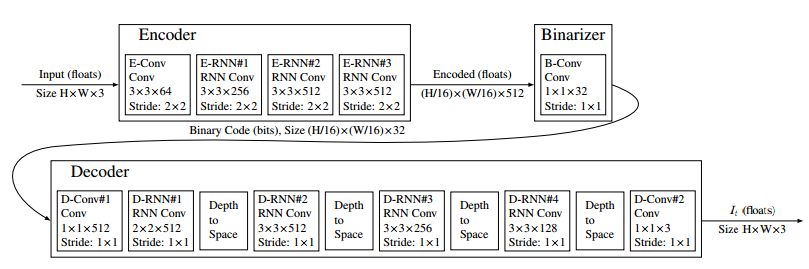 Encoder
Binarizer
E-Conv
Conv
3×3×64
Stride: 2×2
E-RNN#1
RNN Conv
3×3×256
Stride: 2×2
E-RNN#2
RNN Conv
3×3×512
Stride: 2×2
E-RNN#3
RNN Conv
3×3×512
Stride: 2×2
B-Conv
Conv
1×1×32
Stride: 1×1
Input (floats)
Size H×W×3
Encoded (floats)
(H/16)×(W/16)×512
Binary Code (bits), Size (H/16)×(W/16)×32
Decoder
D-Conv#1
Conv
1×1×512
Stride: 1×1
D-RNN#1
RNN Conv
2×2×512
Stride: 1×1
Depth
to
Space
D-RNN#2
RNN Conv
3×3×512
Stride: 1×1
Depth
to
Space
D-RNN#3
RNN Conv
3×3×256
Stride: 1×1
Depth
to
Space
D-RNN#4
RNN Conv
3×3×128
Stride: 1×1
Depth
to
Space
D-Conv#2
Conv
1×1×3
Stride: 1×1
I_t (floats)
Size H×W×3